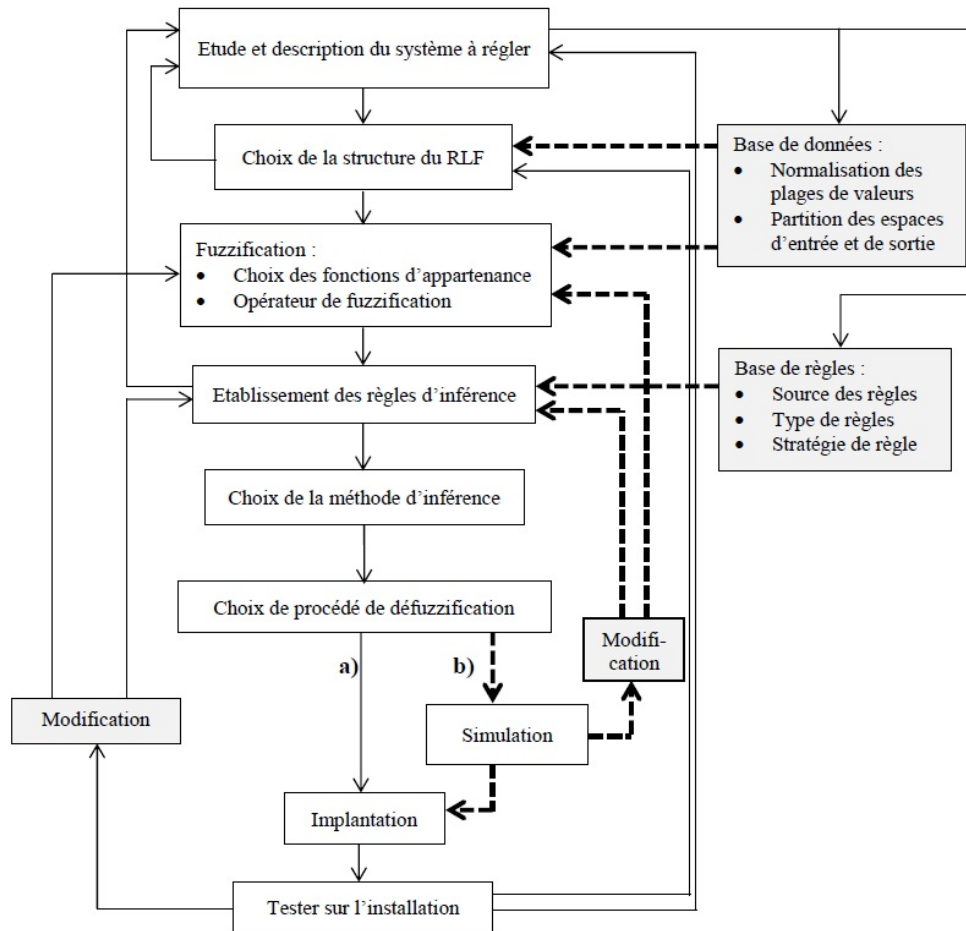 Etude et description du système à régler
Choix de la structure du RLF
Base de données :
• Normalisation des
plages de valeurs
• Partition des espaces
d'entrée et de sortie
Fuzzification :
• Choix des fonctions d'appartenance
• Opérateur de fuzzification
Base de règles :
• Source des règles
• Type de règles
• Stratégie de règle
Etablissement des règles d'inférence
Choix de la méthode d'inférence
Choix de procédé de défuzzification
Modifi-
cation
a)
b)
Modification
Simulation
Implantation
Tester sur l'installation